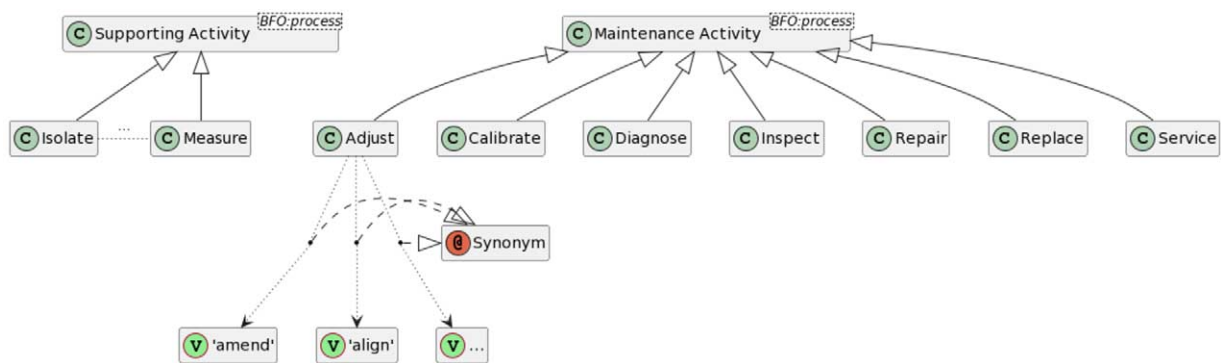 BFO:process
C Supporting Activity
BFO:process
C Maintenance Activity
C Isolate
...
C Measure
C Adjust
C Calibrate
C Diagnose
C Inspect
C Repair
C Replace
C Service
@ Synonym
V 'amend'
V 'align'
V ...